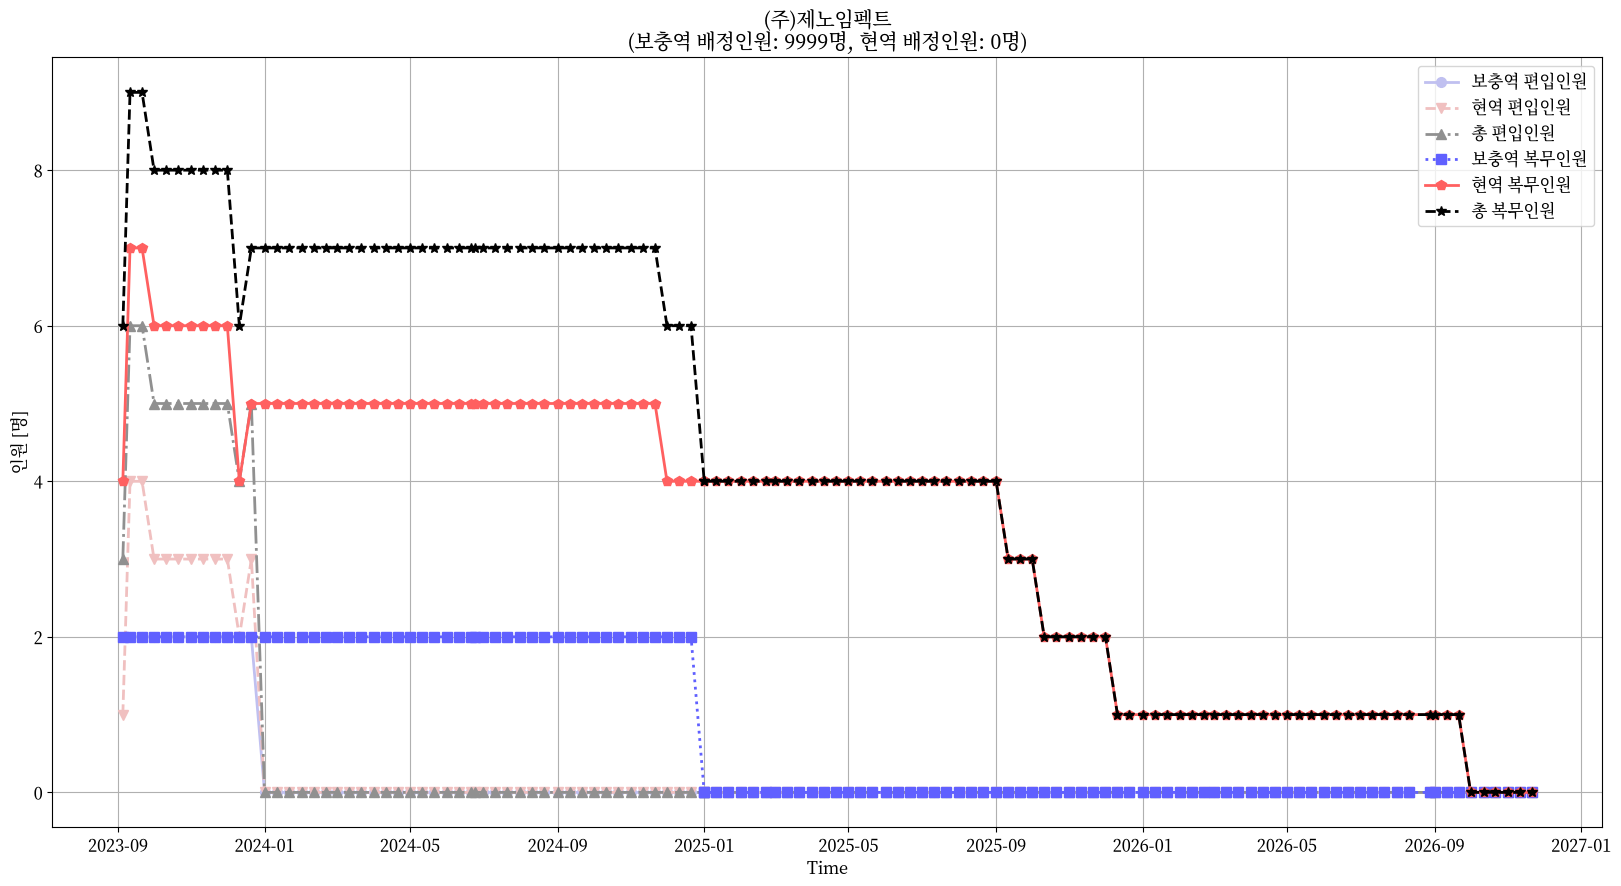 (주)제노임펙트
(보충역 배정인원: 9999명, 현역 배정인원: 0명)
보충역 편입인원
현역 편입인원
총 편입인원
보충역 복무인원
현역 복무인원
총 복무인원
인원 [명]
8
6
4
2
0
2023-09
2024-01
2024-05
2024-09
2025-01
2025-05
2025-09
2026-01
2026-05
2026-09
2027-01
Time